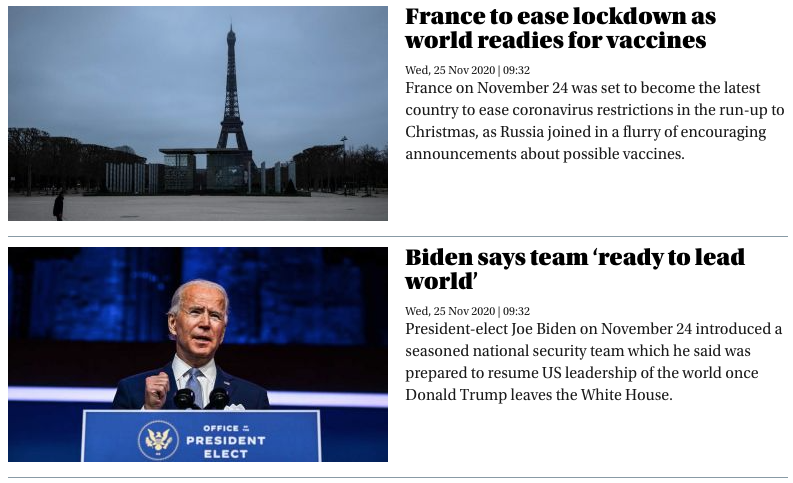 France to ease lockdown as
world readies for vaccines
Wed, 25 Nov 2020 | 09:32
France on November 24 was set to become the latest
country to ease coronavirus restrictions in the run-up to
Christmas, as Russia joined in a flurry of encouraging
announcements about possible vaccines.
Biden says team ‘ready to lead
world’
Wed, 25 Nov 2020 | 09:32
President-elect Joe Biden on November 24 introduced a
seasoned national security team which he said was
prepared to resume US leadership of the world once
Donald Trump leaves the White House.
OFFICE OF THE
PRESIDENT
ELECT